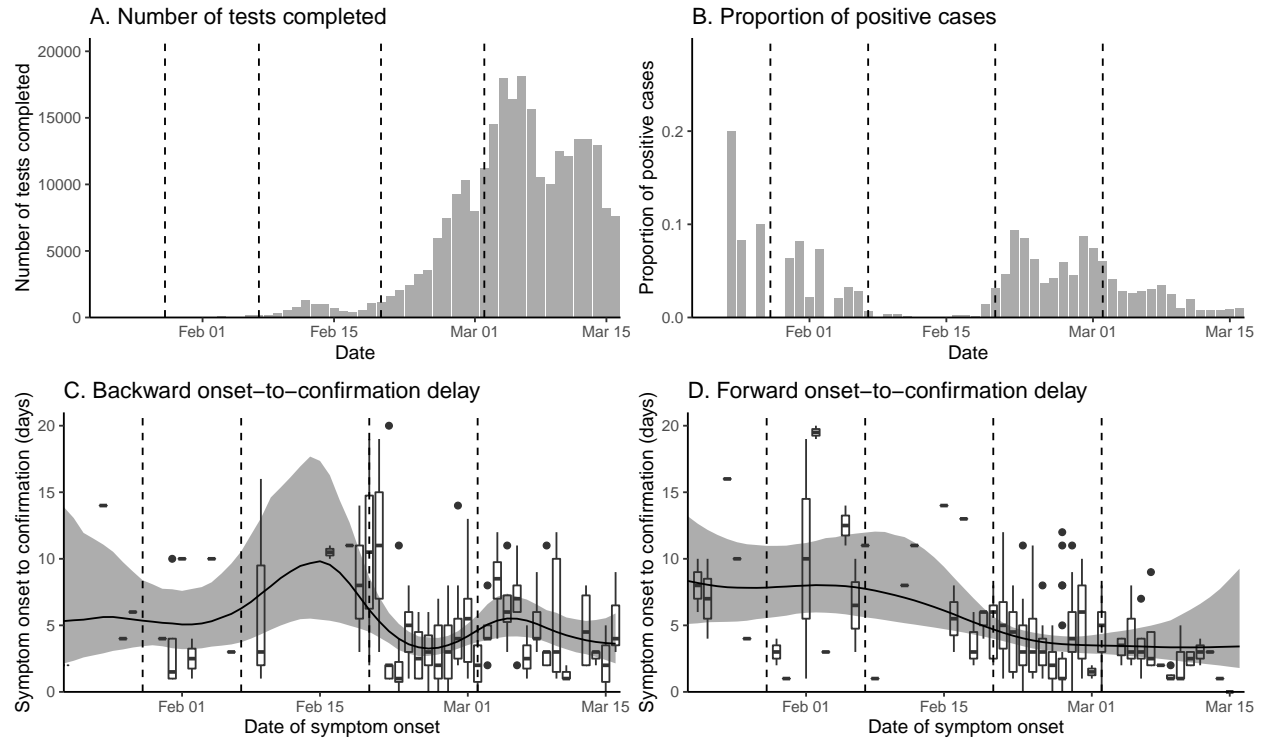 A. Number of tests completed
Number of tests completed
20000
15000
10000
5000
0
Feb 01
Feb 15
Mar 01
Mar 15
Date
B. Proportion of positive cases
Proportion of positive cases
0.2
0.1
0.0
Feb 01
Feb 15
Mar 01
Mar 15
Date
C. Backward onset−to−confirmation delay
Symptom onset to confirmation (days)
20
15
10
5
0
Feb 01
Feb 15
Mar 01
Mar 15
Date of symptom onset
D. Forward onset−to−confirmation delay
Symptom onset to confirmation (days)
20
15
10
5
0
Feb 01
Feb 15
Mar 01
Mar 15
Date of symptom onset